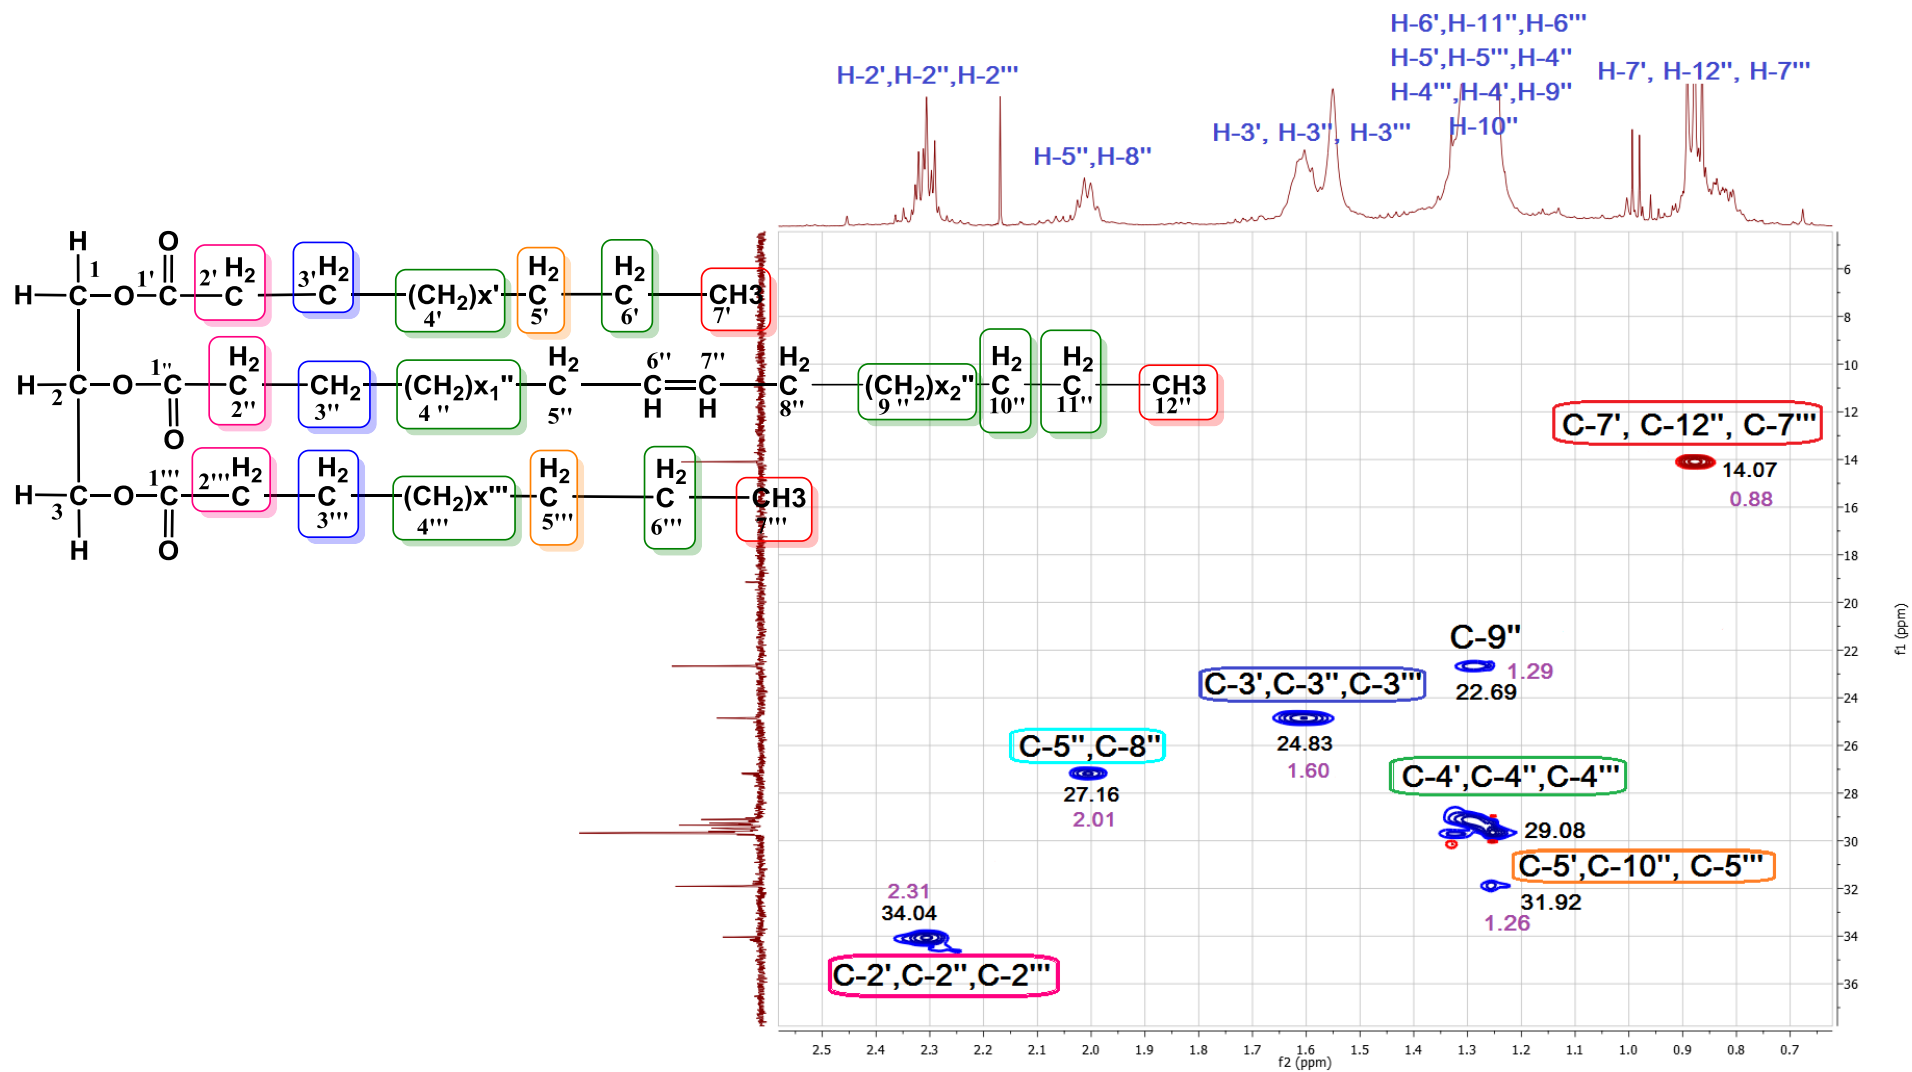 H-6',H-11'',H-6'''
H-5',H-5''',H-4''
H-4''',H-4',H-9''
H-10''
H-2',H-2'',H-2'''
H-7', H-12'', H-7'''
H-3', H-3'', H-3'''
H-5'',H-8''
H O H2 H2 H2 H2
1 1' 2' 3'
H C O C C C (CH2)x' C C CH3
4' 5' 6' 7'
H2 H2 6'' 7'' H2 H2 H2
1''
H C O C C CH2 (CH2)x1'' C C C C (CH2)x2'' C C CH3
2 O 2'' 3'' 4'' 5'' H H 8'' 9'' 10'' 11'' 12''
1''' 2''' H2 H2 H2 H2
H C O C C C (CH2)x''' C C CH3
3 3''' 4''' 5''' 6''' 7'''
H O
C-7', C-12'', C-7'''
14.07
0.88
C-9''
1.29
22.69
C-3',C-3'',C-3'''
24.83
1.60
C-5'',C-8''
27.16
2.01
C-4',C-4'',C-4'''
29.08
C-5',C-10'', C-5'''
31.92
1.26
2.31
34.04
C-2',C-2'',C-2'''
6
8
10
12
14
16
18
20
22
24
26
28
30
32
34
36
f1 (ppm)
2.5 2.4 2.3 2.2 2.1 2.0 1.9 1.8 1.7 1.6 1.5 1.4 1.3 1.2 1.1 1.0 0.9 0.8 0.7
f2 (ppm)